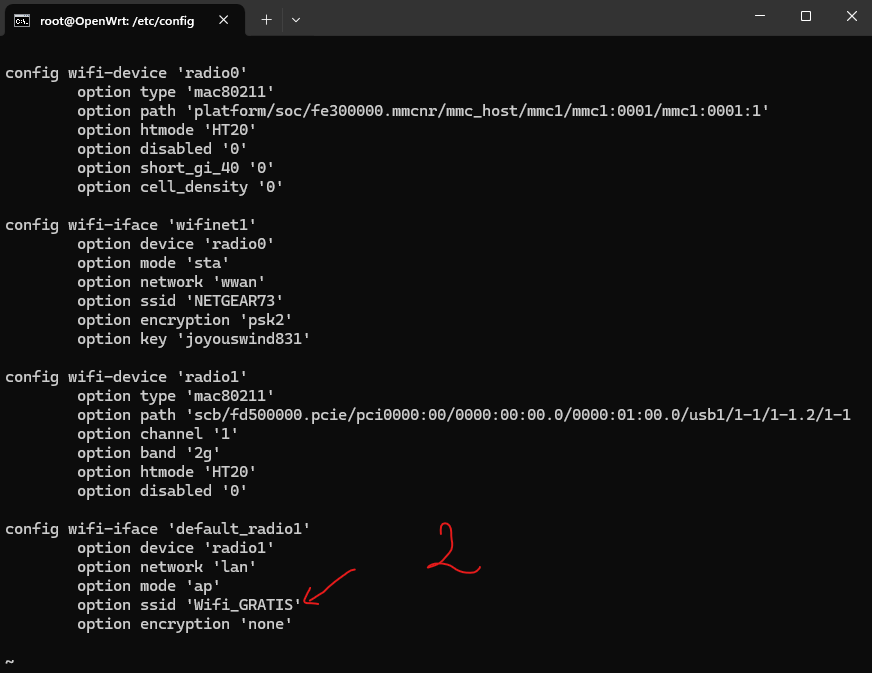 root@OpenWrt: /etc/config
config wifi-device 'radio0'
option type 'mac80211'
option path 'platform/soc/fe300000.mmcnr/mmc_host/mmc1/mmc1:0001/mmc1:0001:1'
option htmode 'HT20'
option disabled '0'
option short_gi_40 '0'
option cell_density '0'
config wifi-iface 'wifinet1'
option device 'radio0'
option mode 'sta'
option network 'wwan'
option ssid 'NETGEAR73'
option encryption 'psk2'
option key 'joyouswind831'
config wifi-device 'radio1'
option type 'mac80211'
option path 'scb/fd500000.pcie/pci0000:00/0000:00:00.0/0000:01:00.0/usb1/1-1/1-1.2/1-1
option channel '1'
option band '2g'
option htmode 'HT20'
option disabled '0'
config wifi-iface 'default_radio1'
option device 'radio1'
option network 'lan'
option mode 'ap'
option ssid 'Wifi_GRATIS'
option encryption 'none'
2
~